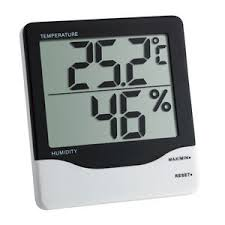 TEMPERATURE
25.2°C
46%
HUMIDITY
MAX/MIN
RESET